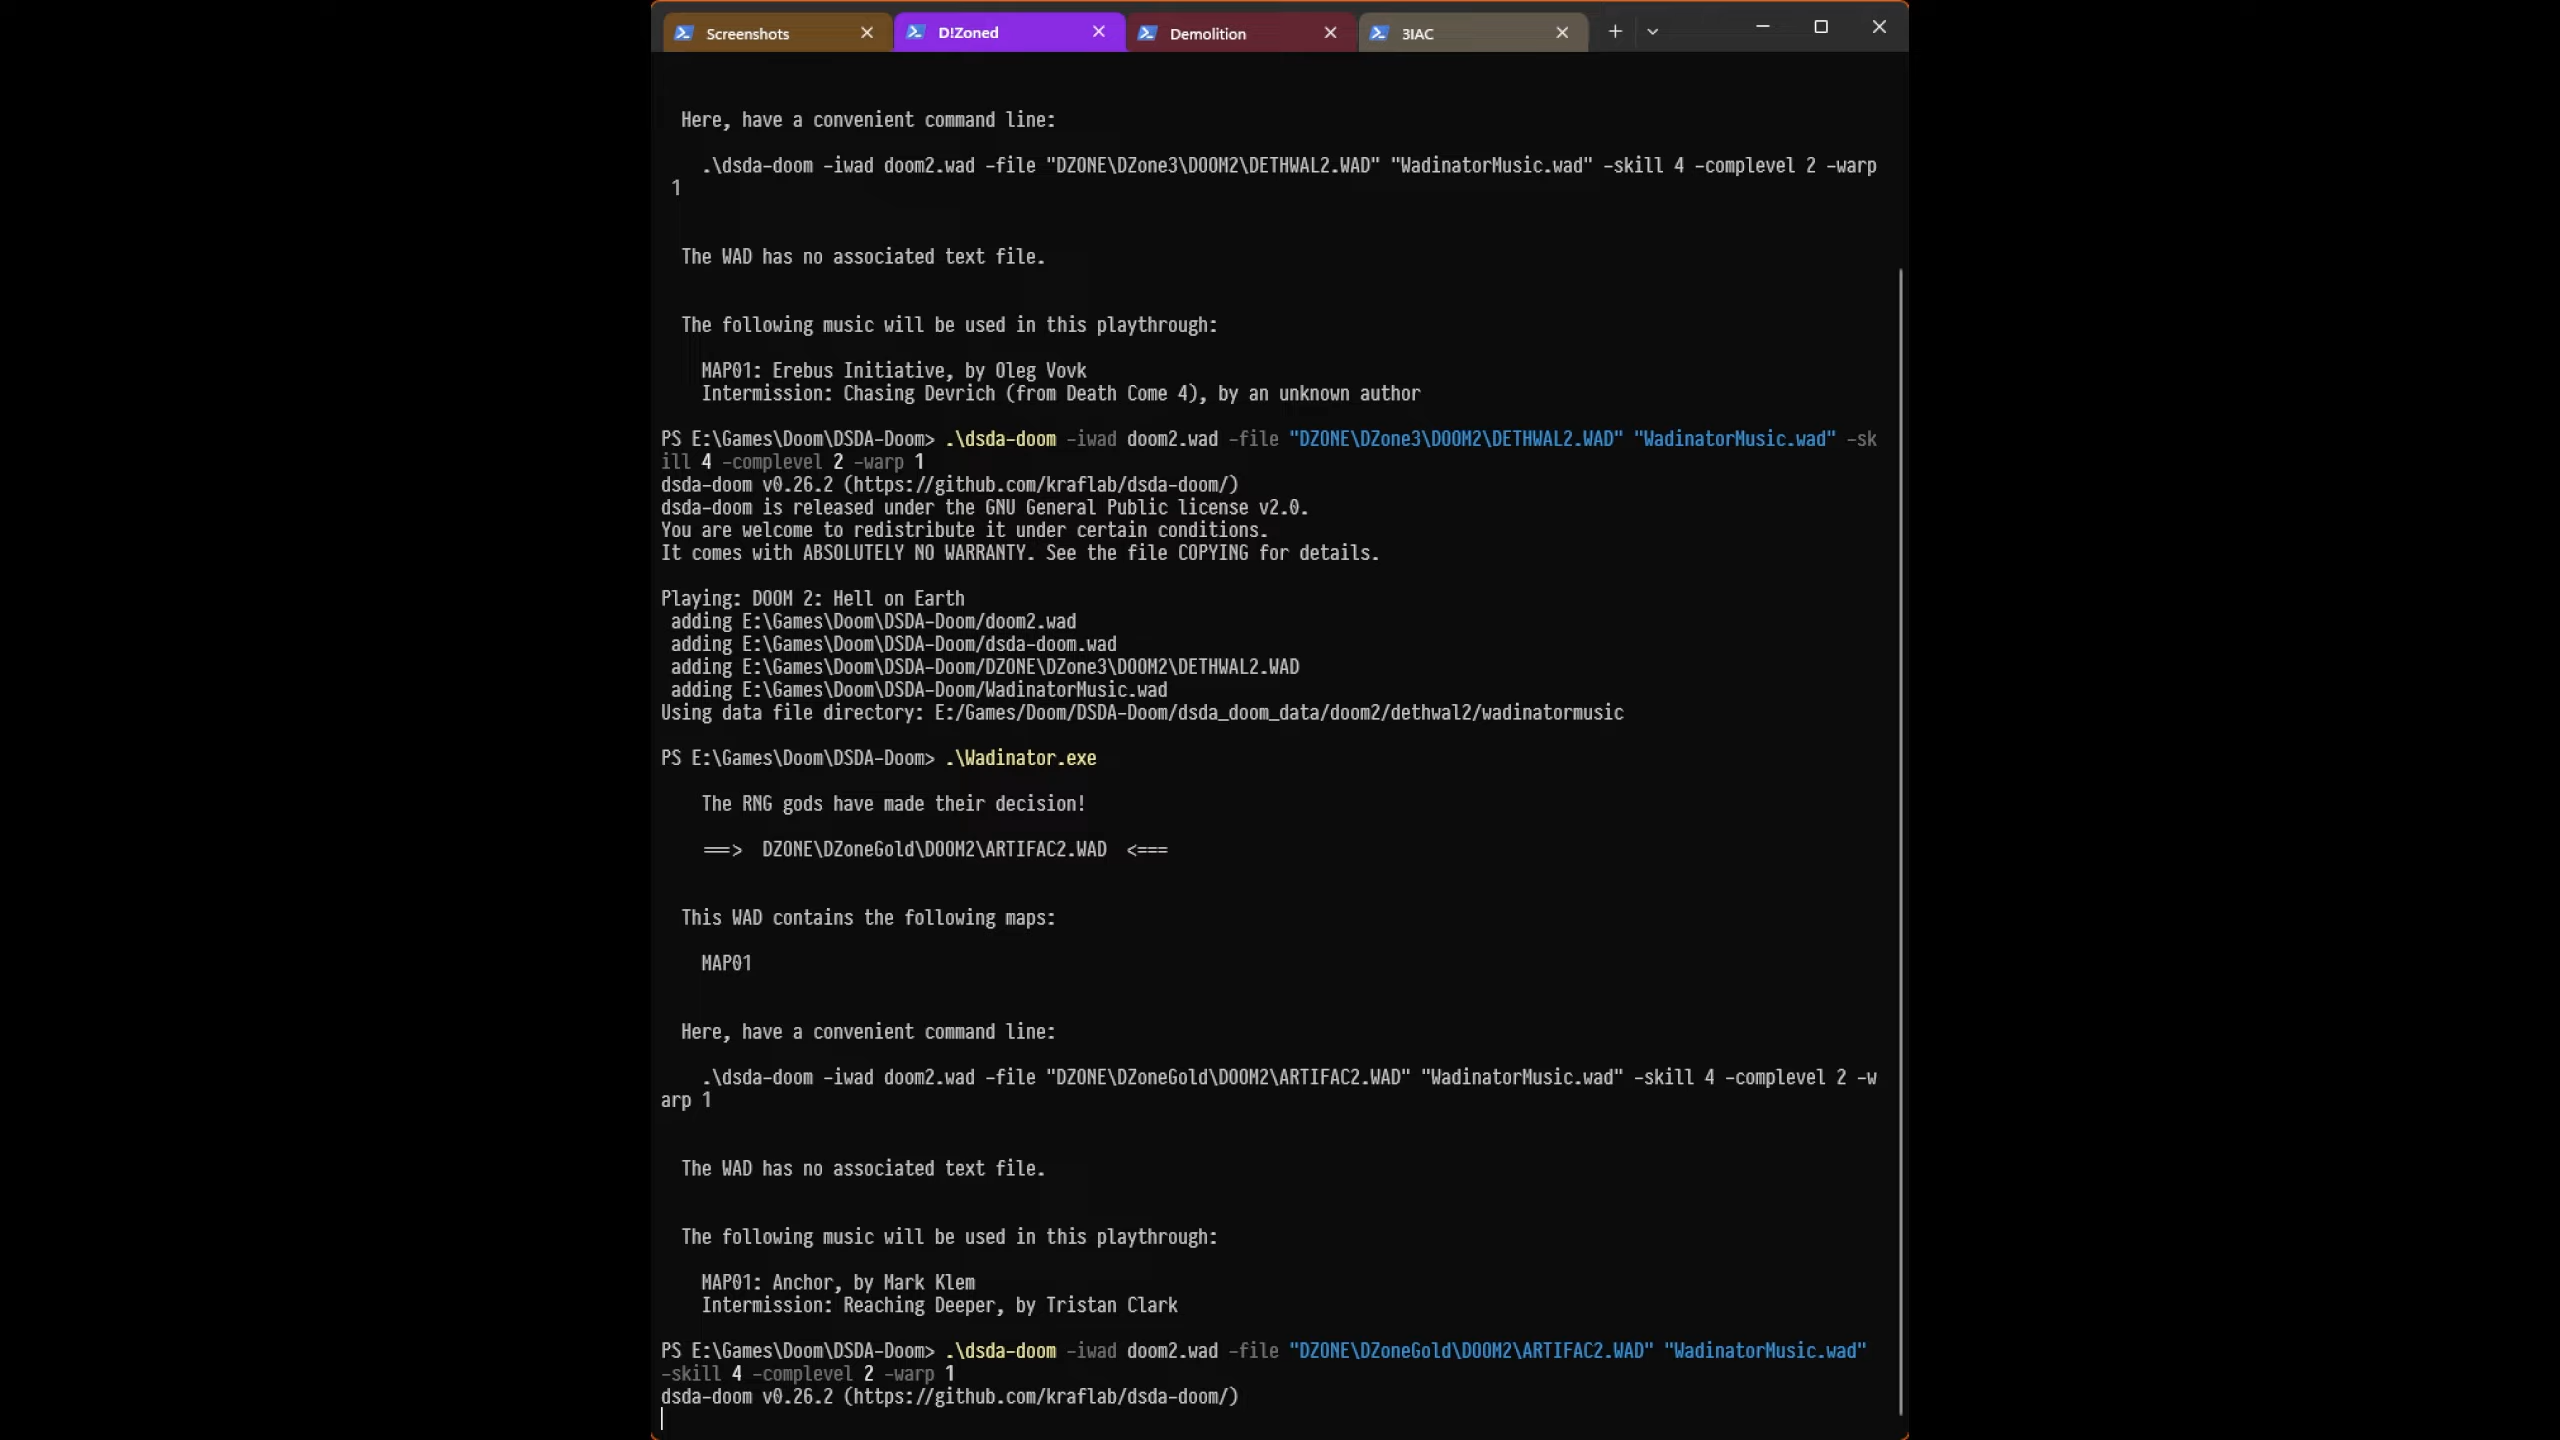 Screenshots
D!Zoned
Demolition
3IAC
Here, have a convenient command line:
.\dsda-doom -iwad doom2.wad -file "DZONE\DZone3\DOOM2\DETHWAL2.WAD" "WadinatorMusic.wad" -skill 4 -complevel 2 -warp
1
The WAD has no associated text file.
The following music will be used in this playthrough:
MAP01: Erebus Initiative, by Oleg Vovk
Intermission: Chasing Devrich (from Death Come 4), by an unknown author
PS E:\Games\Doom\DSDA-Doom> .\dsda-doom -iwad doom2.wad -file "DZONE\DZone3\DOOM2\DETHWAL2.WAD" "WadinatorMusic.wad" -sk
ill 4 -complevel 2 -warp 1
dsda-doom v0.26.2 (https://github.com/kraflab/dsda-doom/)
dsda-doom is released under the GNU General Public license v2.0.
You are welcome to redistribute it under certain conditions.
It comes with ABSOLUTELY NO WARRANTY. See the file COPYING for details.
Playing: DOOM 2: Hell on Earth
adding E:\Games\Doom\DSDA-Doom/doom2.wad
adding E:\Games\Doom\DSDA-Doom/dsda-doom.wad
adding E:\Games\Doom\DSDA-Doom/DZONE\DZone3\DOOM2\DETHWAL2.WAD
adding E:\Games\Doom\DSDA-Doom/WadinatorMusic.wad
Using data file directory: E:/Games/Doom/DSDA-Doom/dsda_doom_data/doom2/dethwal2/wadinatormusic
PS E:\Games\Doom\DSDA-Doom> .\Wadinator.exe
The RNG gods have made their decision!
===> DZONE\DZoneGold\DOOM2\ARTIFAC2.WAD <===
This WAD contains the following maps:
MAP01
Here, have a convenient command line:
.\dsda-doom -iwad doom2.wad -file "DZONE\DZoneGold\DOOM2\ARTIFAC2.WAD" "WadinatorMusic.wad" -skill 4 -complevel 2 -w
arp 1
The WAD has no associated text file.
The following music will be used in this playthrough:
MAP01: Anchor, by Mark Klem
Intermission: Reaching Deeper, by Tristan Clark
PS E:\Games\Doom\DSDA-Doom> .\dsda-doom -iwad doom2.wad -file "DZONE\DZoneGold\DOOM2\ARTIFAC2.WAD" "WadinatorMusic.wad"
-skill 4 -complevel 2 -warp 1
dsda-doom v0.26.2 (https://github.com/kraflab/dsda-doom/)